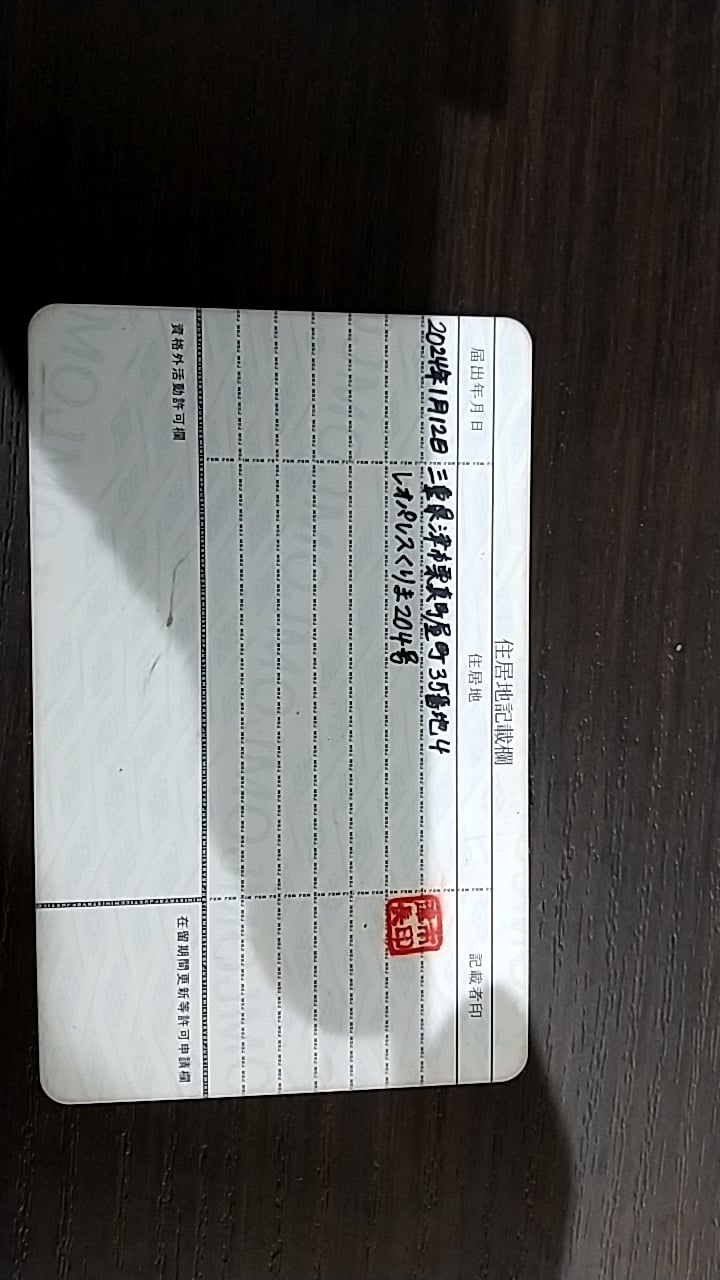 住居地記載欄
届出年月日 住居地 記載者印
2024年1月12日 三重県津市栗真町屋町35番地4
レオパレスくりま204号
資格外活動許可欄 在留期間更新等許可申請欄